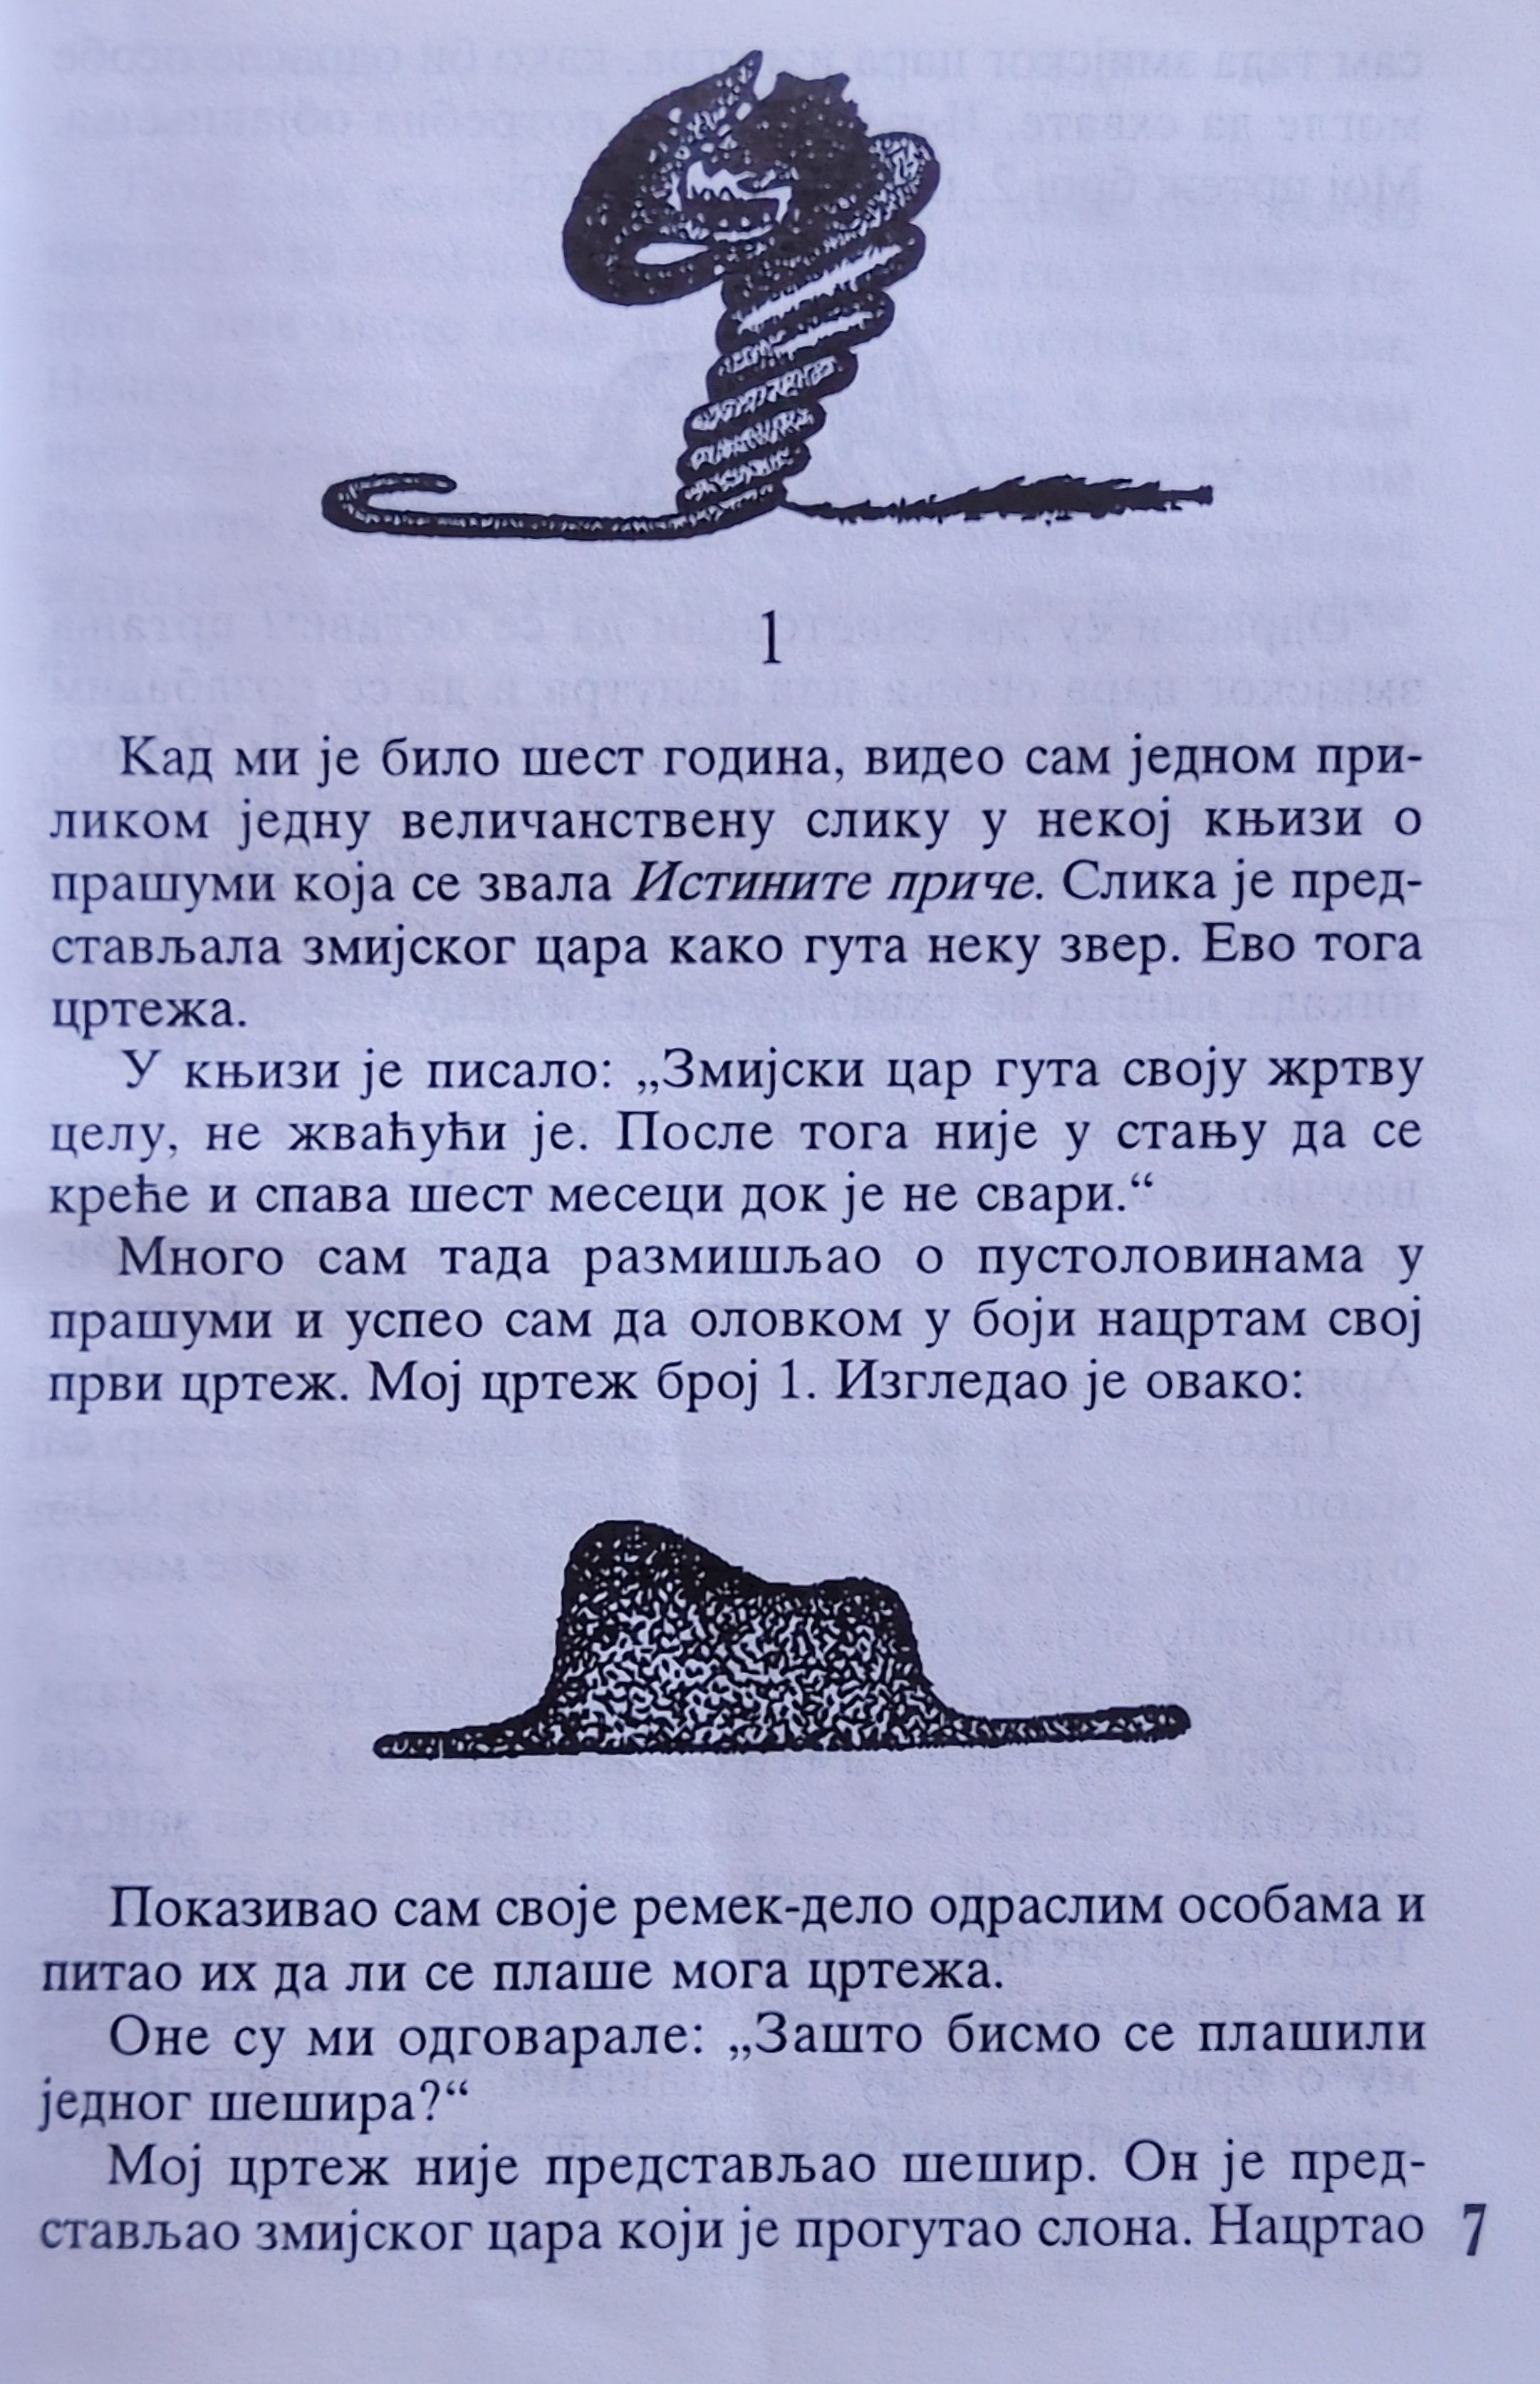 1
Кад ми је било шест година, видео сам једном при-
ликом једну величанствену слику у некој књизи о
прашуми која се звала Истините приче. Слика је пред-
стављала змијског цара како гута неку звер. Ево тога
цртежа.
У књизи је писало: „Змијски цар гута своју жртву
целу, не жваћући је. После тога није у стању да се
креће и спава шест месеци док је не свари.“
Много сам тада размишљао о пустоловинама у
прашуми и успео сам да оловком у боји нацртам свој
први цртеж. Мој цртеж број 1. Изгледао је овако:
Показивао сам своје ремек-дело одраслим особама и
питао их да ли се плаше мога цртежа.
Оне су ми одговарале: „Зашто бисмо се плашили
једног шешира?“
Мој цртеж није представљао шешир. Он је пред-
стављао змијског цара који је прогутао слона. Нацртао
7